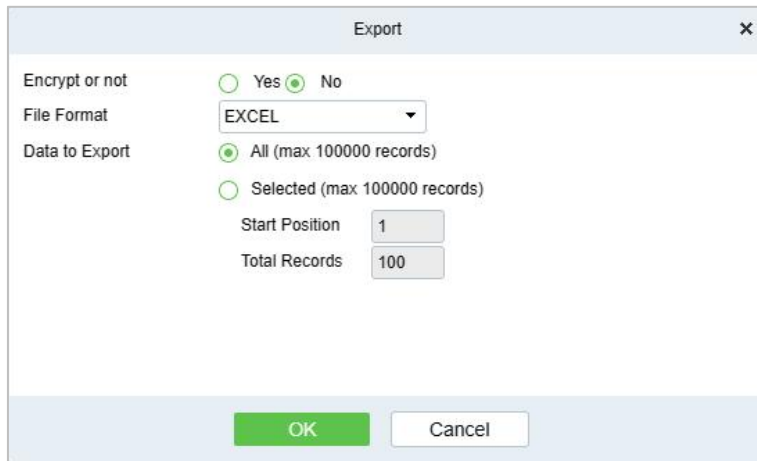 Export
Encrypt or not Yes No
File Format EXCEL
Data to Export All (max 100000 records)
Selected (max 100000 records)
Start Position 1
Total Records 100
OK Cancel